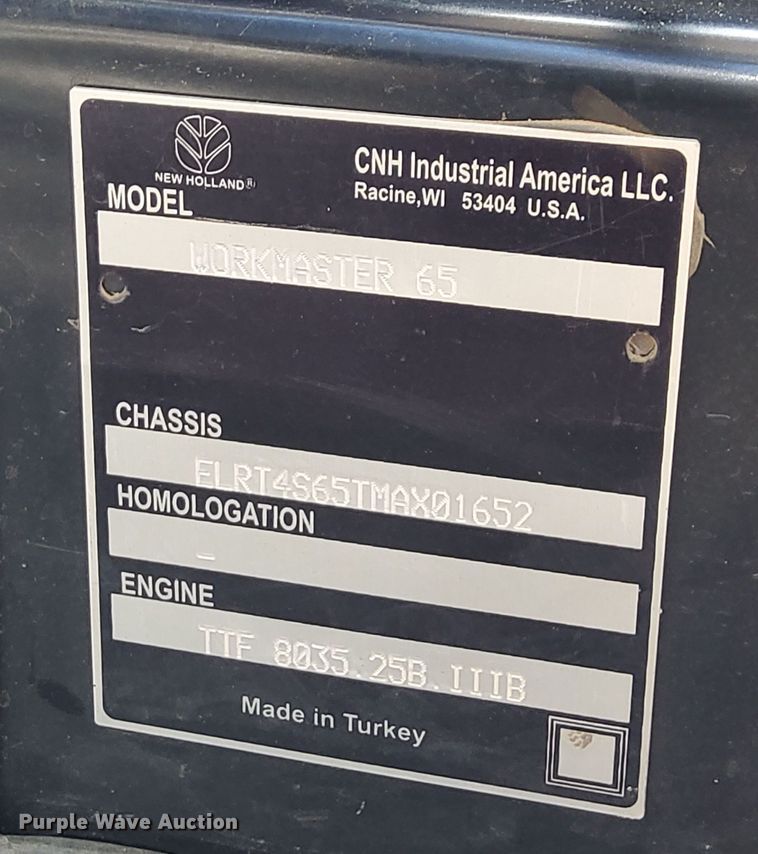 NEW HOLLAND®
CNH Industrial America LLC.
Racine,WI 53404 U.S.A.
MODEL
WORKMASTER 65
CHASSIS
ELRT4S65TMAX01652
HOMOLOGATION
–
ENGINE
TTF 8035.25B.IIIB
Made in Turkey
Purple Wave Auction